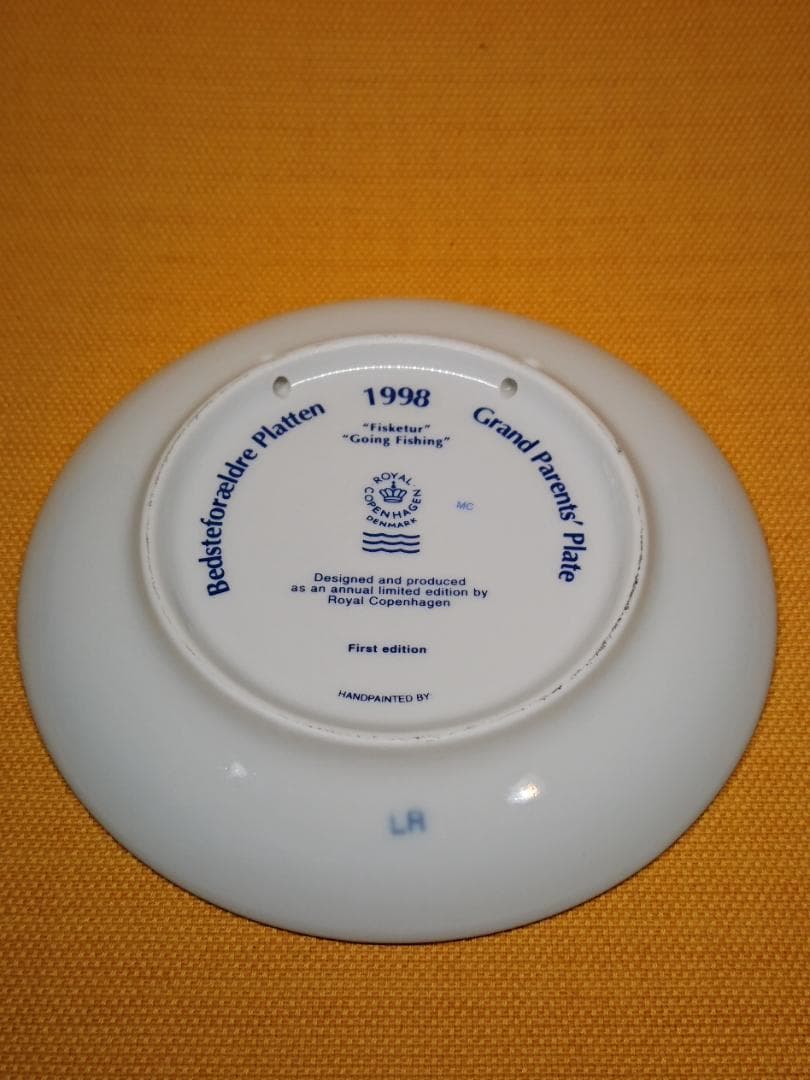 1998
Bedsteforældre Platten
Grand Parents' Plate
"Fisketur"
"Going Fishing"
ROYAL COPENHAGEN
DENMARK
MC
Designed and produced
as an annual limited edition by
Royal Copenhagen
First edition
HANDPAINTED BY
LR